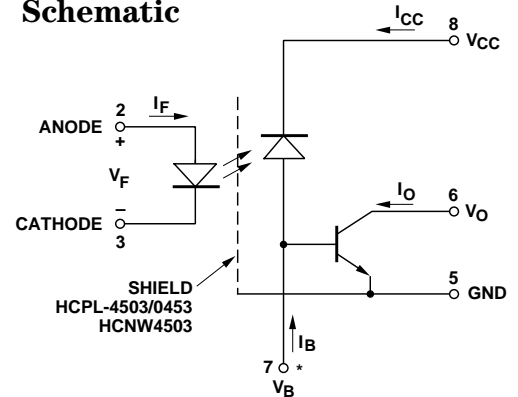 Schematic
ICC
8
VCC
2
IF
ANODE
+
VF
IO
6
VO
–
CATHODE
3
5
GND
SHIELD
HCPL-4503/0453
HCNW4503
IB
7
*
VB